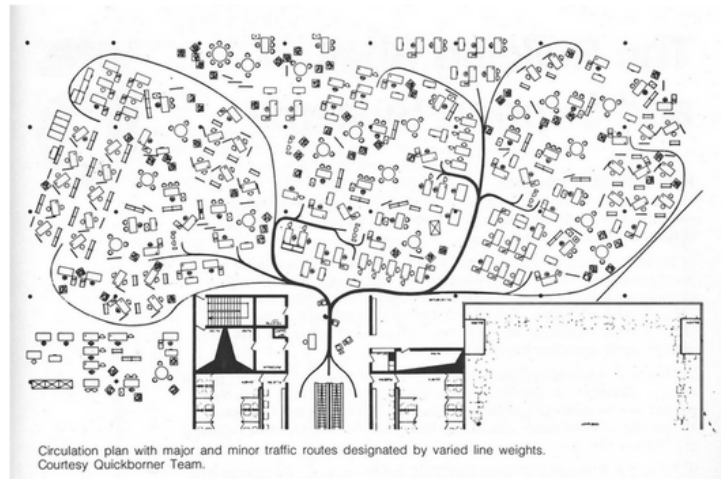 Circulation plan with major and minor traffic routes designated by varied line weights.
Courtesy Quickborner Team.